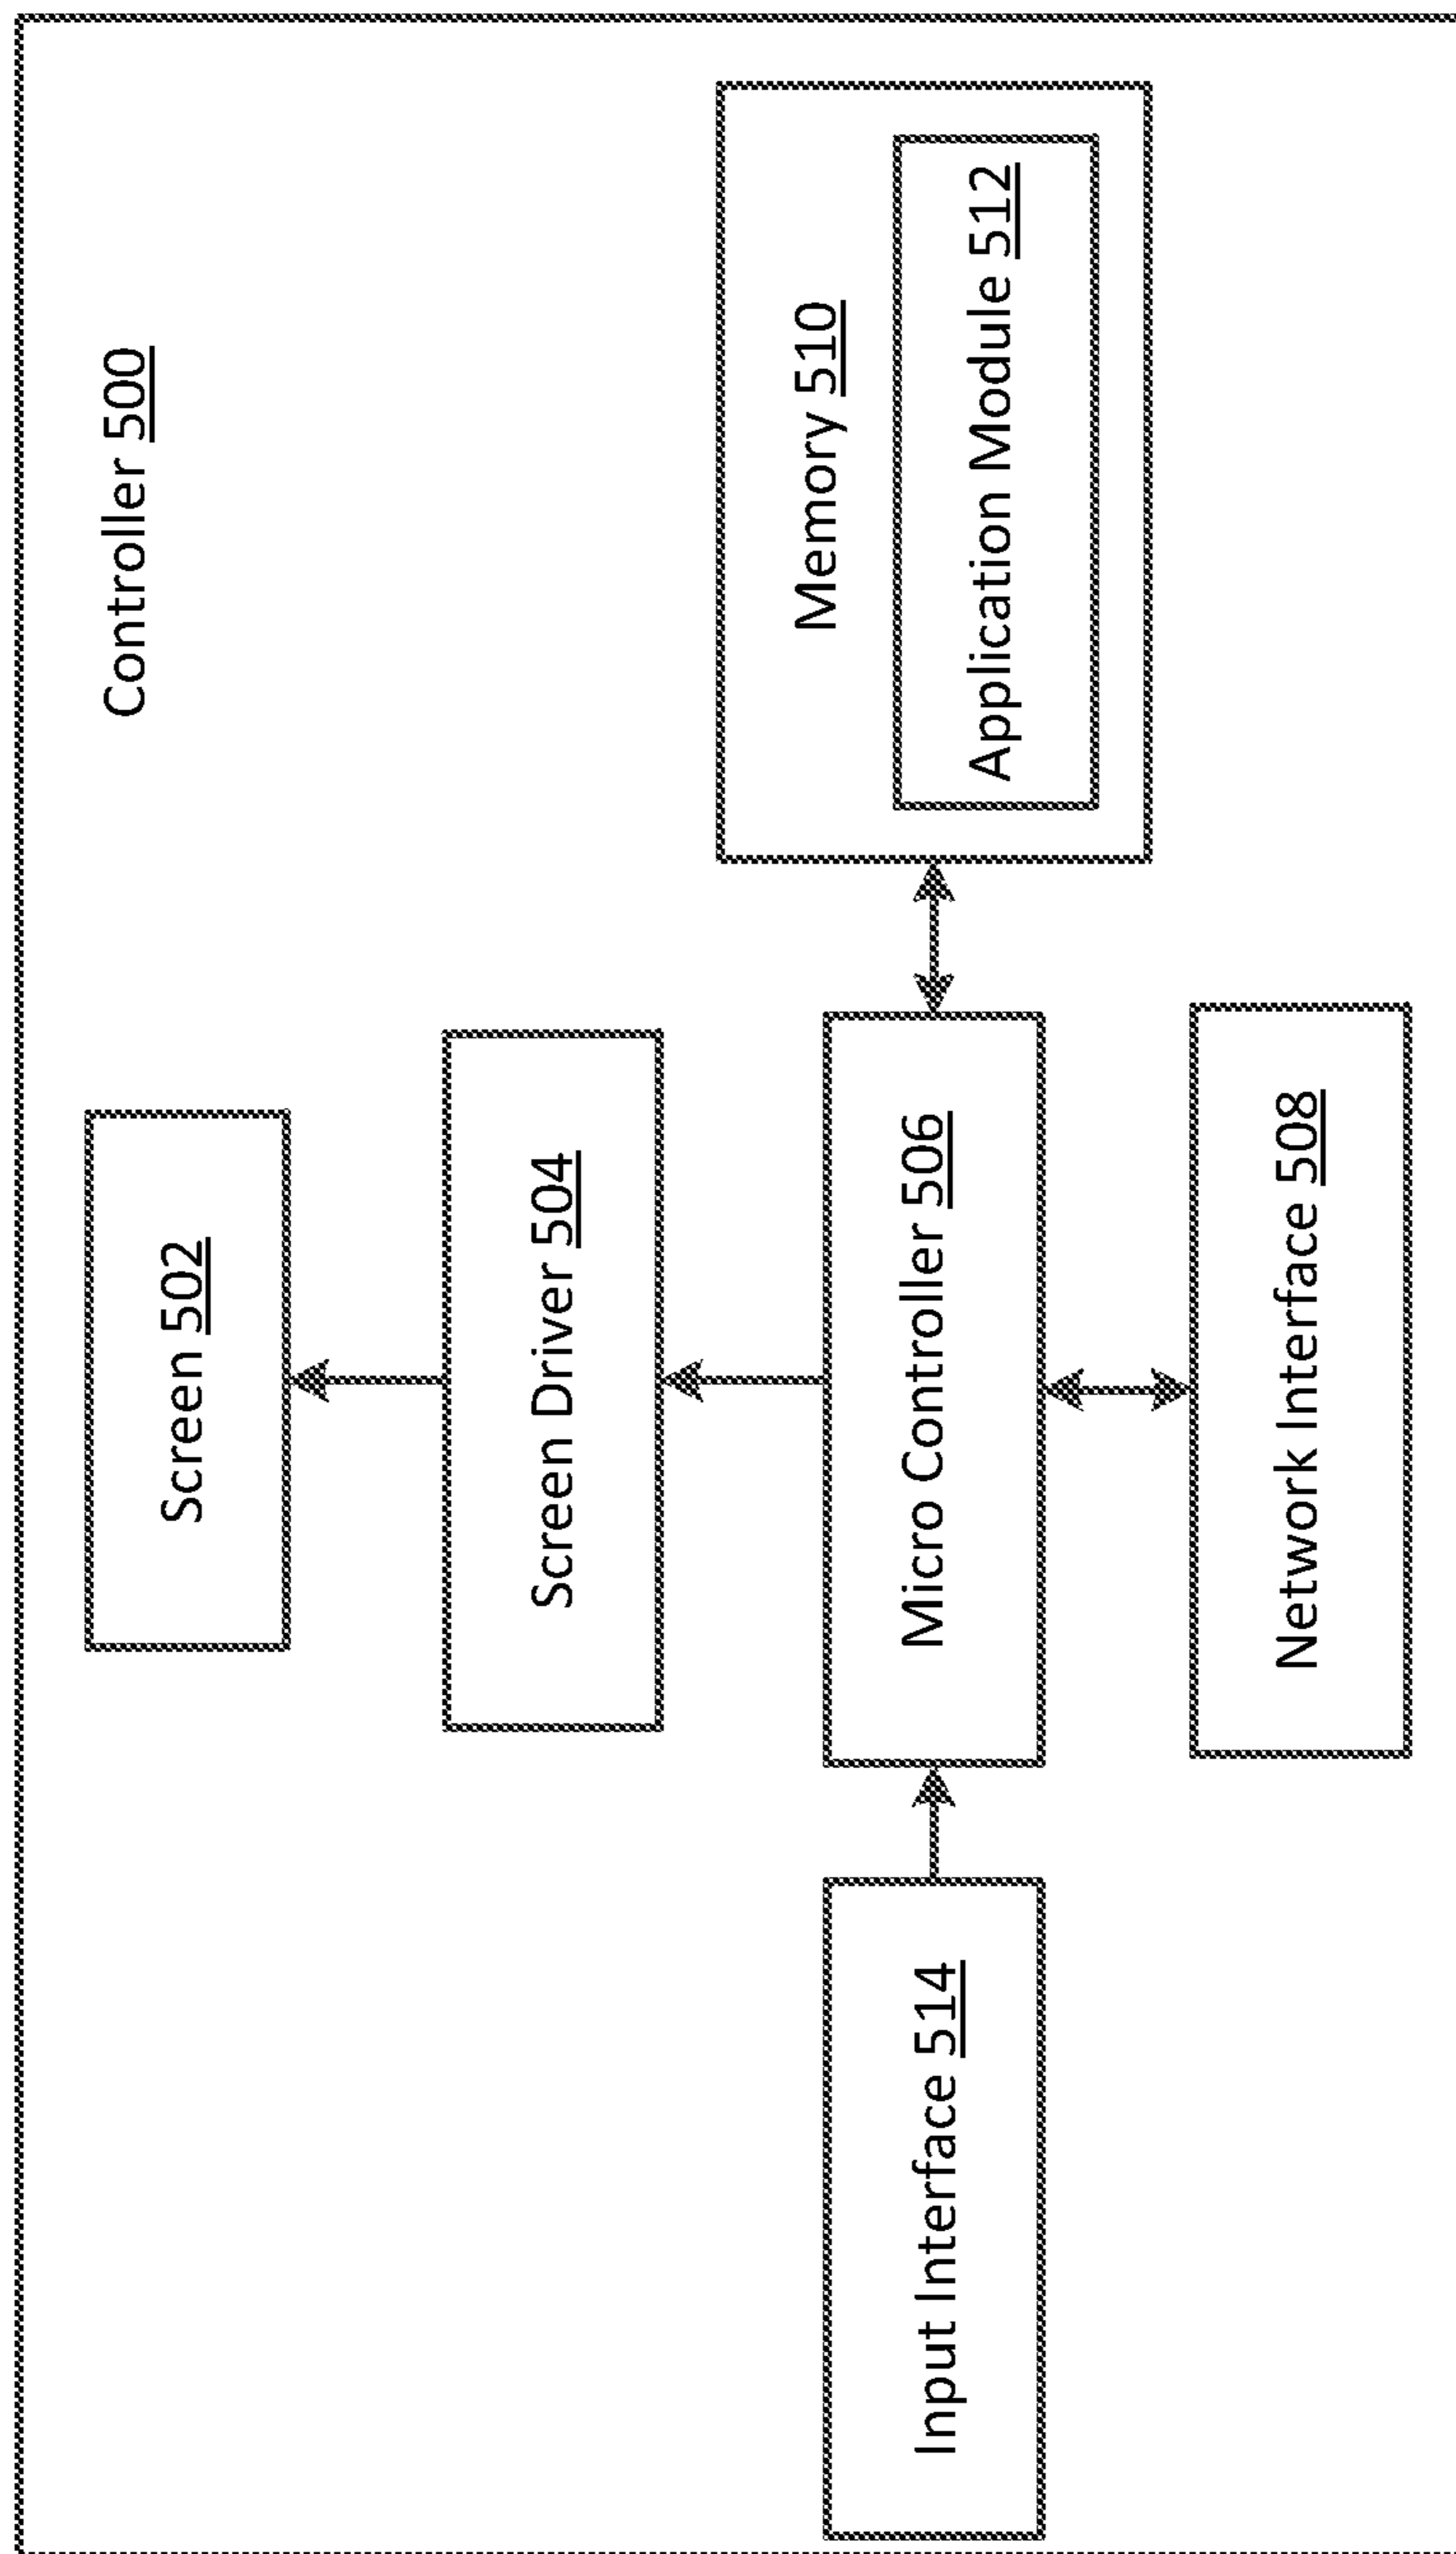 Controller 500
Screen 502
Screen Driver 504
Memory 510
Application Module 512
Input Interface 514
Micro Controller 506
Network Interface 508